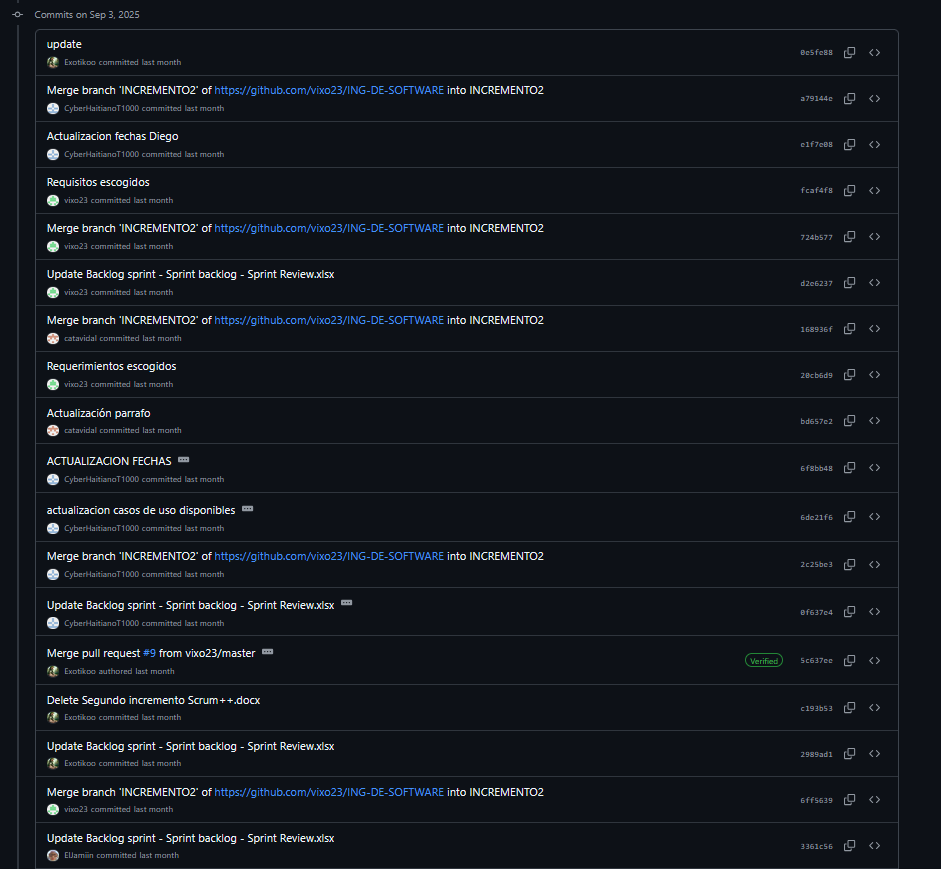 Commits on Sep 3, 2025
update
0e5fe88
Exotikoo committed last month
Merge branch 'INCREMENTO2' of https://github.com/vixo23/ING-DE-SOFTWARE into INCREMENTO2
a79144e
CyberHaitianoT1000 committed last month
Actualizacion fechas Diego
e1f7e08
CyberHaitianoT1000 committed last month
Requisitos escogidos
fcaf4f8
vixo23 committed last month
Merge branch 'INCREMENTO2' of https://github.com/vixo23/ING-DE-SOFTWARE into INCREMENTO2
724b577
vixo23 committed last month
Update Backlog sprint - Sprint backlog - Sprint Review.xlsx
d2e6237
vixo23 committed last month
Merge branch 'INCREMENTO2' of https://github.com/vixo23/ING-DE-SOFTWARE into INCREMENTO2
168936f
catavidal committed last month
Requerimientos escogidos
20cb6d9
vixo23 committed last month
Actualización parrafo
bd657e2
catavidal committed last month
ACTUALIZACION FECHAS
6f8bb48
CyberHaitianoT1000 committed last month
actualizacion casos de uso disponibles
6de21f6
CyberHaitianoT1000 committed last month
Merge branch 'INCREMENTO2' of https://github.com/vixo23/ING-DE-SOFTWARE into INCREMENTO2
2c25be3
CyberHaitianoT1000 committed last month
Update Backlog sprint - Sprint backlog - Sprint Review.xlsx
0f637e4
CyberHaitianoT1000 committed last month
Merge pull request #9 from vixo23/master
Verified
5c637ee
Exotikoo authored last month
Delete Segundo incremento Scrum++.docx
c193b53
Exotikoo committed last month
Update Backlog sprint - Sprint backlog - Sprint Review.xlsx
2989ad1
Exotikoo committed last month
Merge branch 'INCREMENTO2' of https://github.com/vixo23/ING-DE-SOFTWARE into INCREMENTO2
6ff5639
vixo23 committed last month
Update Backlog sprint - Sprint backlog - Sprint Review.xlsx
3361c56
committed last month